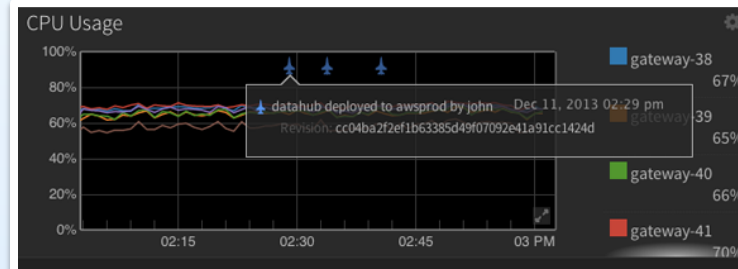 CPU Usage
100%
80%
60%
40%
20%
0%
02:15
02:30
02:45
03 PM
datahub deployed to awsprod by john Dec 11, 2013 02:29 pm
Revision: cc04ba2f2ef1b63385d49f07092e41a91cc1424d
gateway-38
67%
39
65%
gateway-40
66%
gateway-41
70%